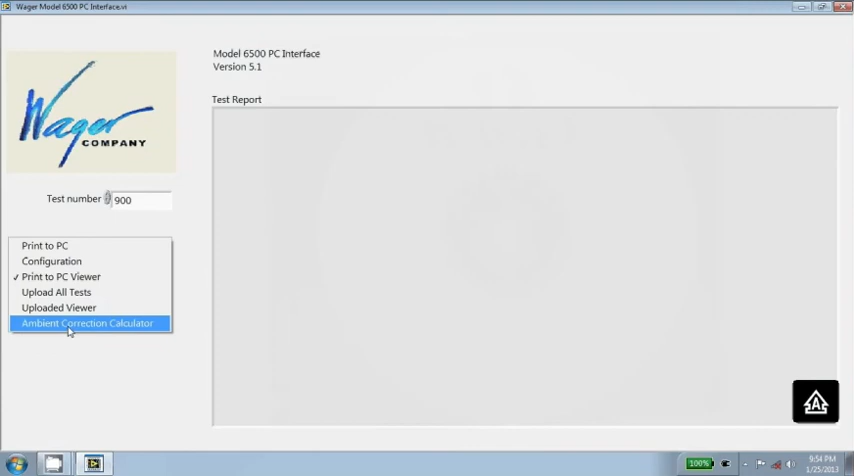 Wager Model 6500 PC Interface.vi
Model 6500 PC Interface
Version 5.1
Wager
COMPANY
Test Report
Test number
900
Print to PC
Configuration
✓ Print to PC Viewer
Upload All Tests
Uploaded Viewer
Ambient Correction Calculator
A
100%
9:54 PM
1/25/2013